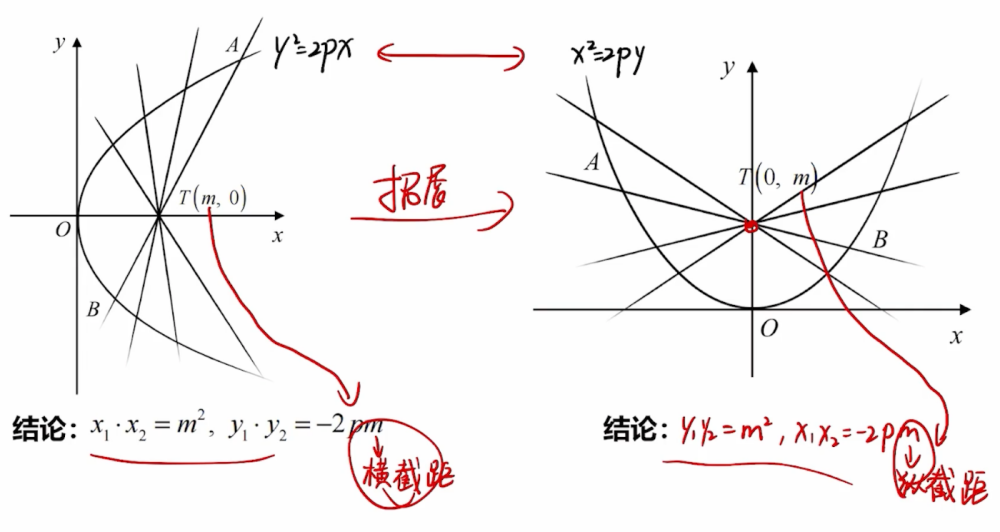 y²=2px
x²=2py
y
A
T(m, 0)
O
x
B
拓展
y
A
T(0, m)
B
O
x
结论：x₁·x₂=m², y₁·y₂=-2pm
横截距
结论：y₁y₂=m², x₁x₂=-2pm
纵截距